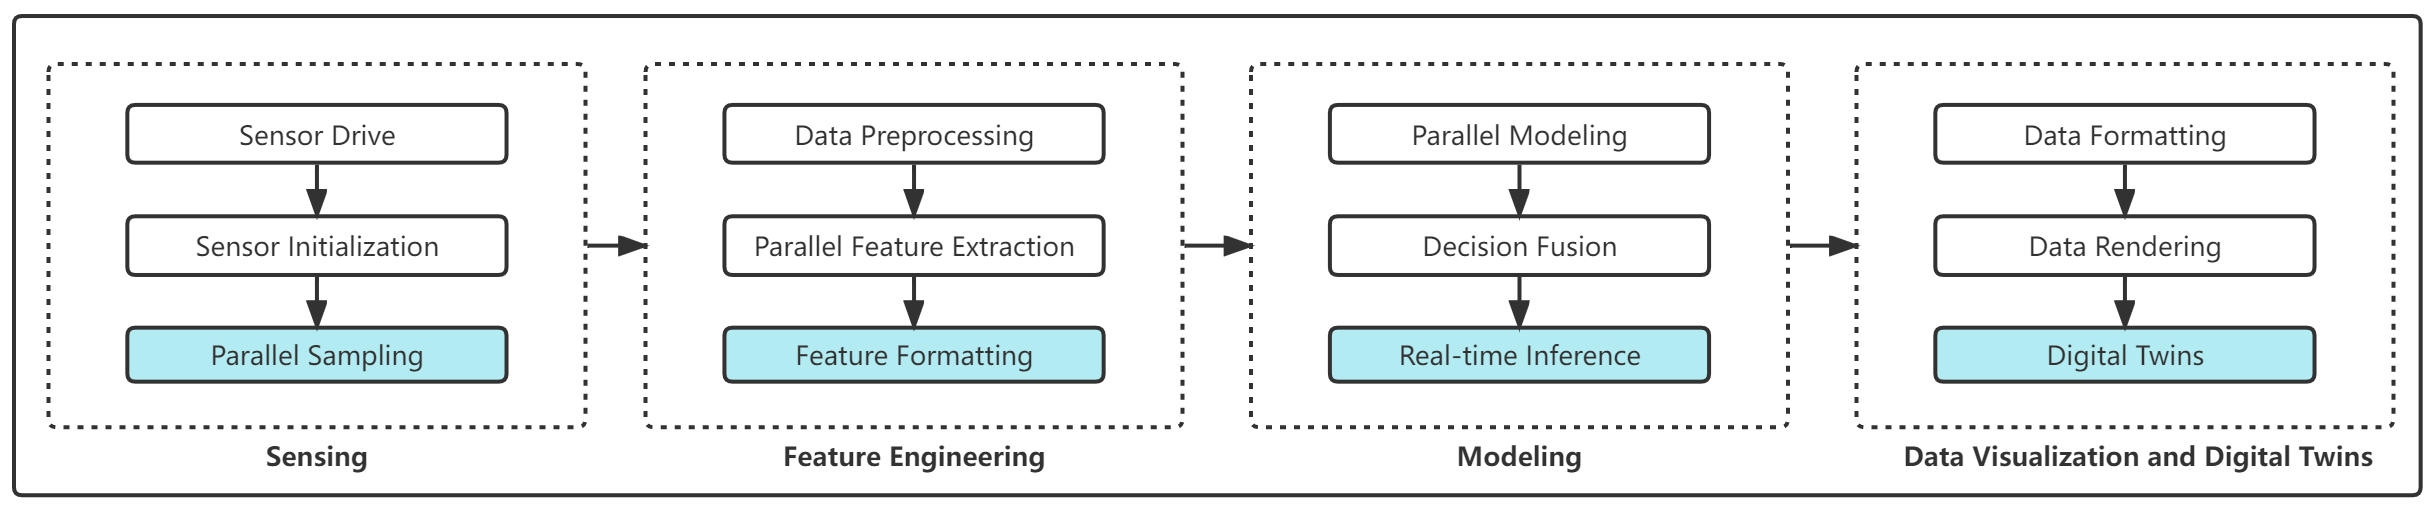 Sensor Drive
Sensor Initialization
Parallel Sampling
Sensing
Data Preprocessing
Parallel Feature Extraction
Feature Formatting
Feature Engineering
Parallel Modeling
Decision Fusion
Real-time Inference
Modeling
Data Formatting
Data Rendering
Digital Twins
Data Visualization and Digital Twins